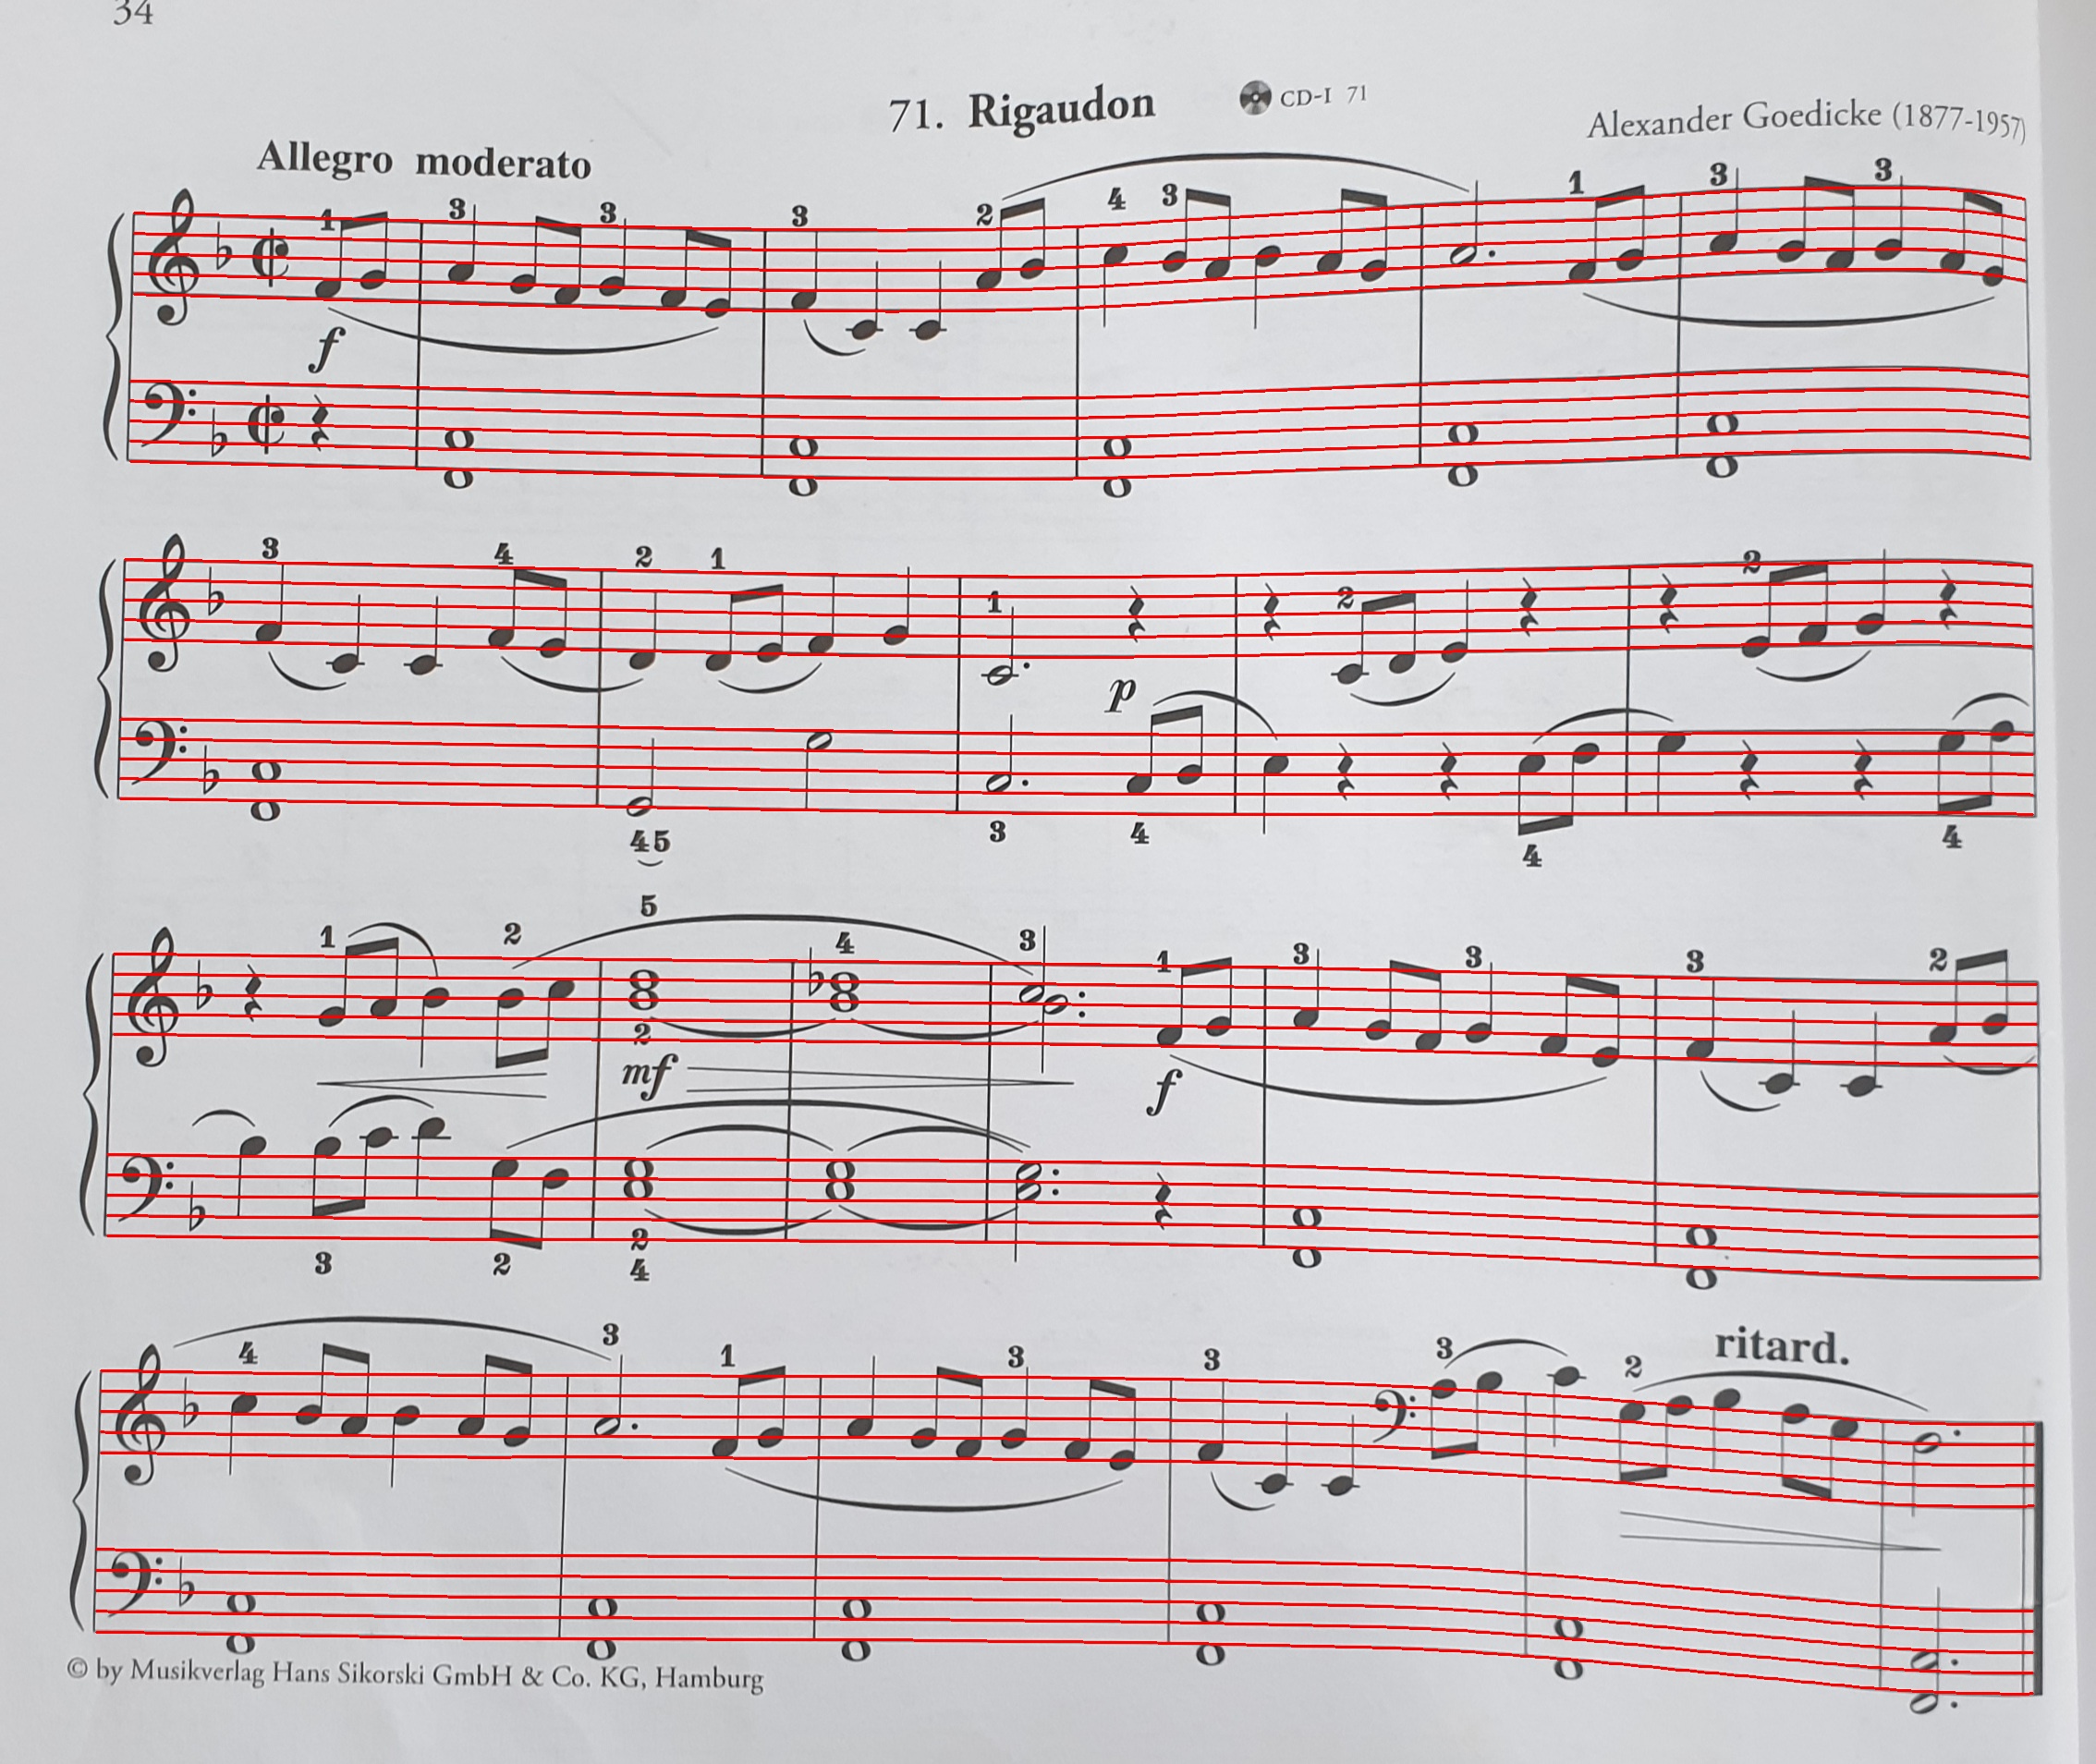 34
71. Rigaudon CD-I 71
Alexander Goedicke (1877-1957)
Allegro moderato
1 3 3 3 2 4 3 1 3 3
f
3 4 2 1 1 2 2
p
45 3 4 4 4
5
1 2 4 3 1 3 3 3 2
2
mf f
3 2 2
4
4 3 1 3 3 3 2 ritard.
© by Musikverlag Hans Sikorski GmbH & Co. KG, Hamburg